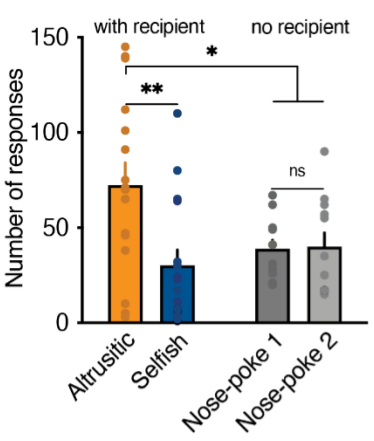 with recipient no recipient
*
**
ns
Number of responses
150
100
50
0
Altrusitic
Selfish
Nose-poke 1
Nose-poke 2